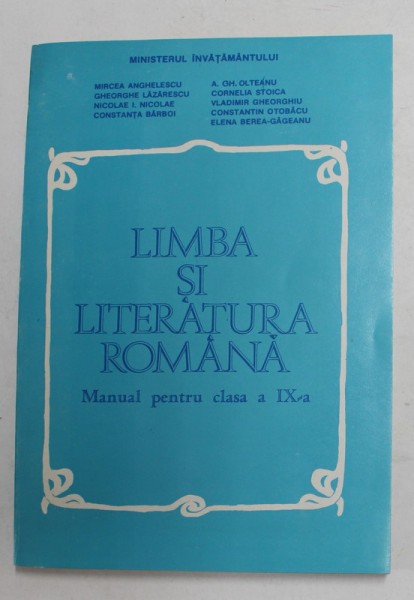 MINISTERUL ÎNVĂȚĂMÂNTULUI
MIRCEA ANGHELESCU
GHEORGHE LĂZĂRESCU
NICOLAE I. NICOLAE
CONSTANȚA BĂRBOI
A. GH. OLTEANU
CORNELIA STOICA
VLADIMIR GHEORGHIU
CONSTANTIN OTOBÂCU
ELENA BEREA-GĂGEANU
LIMBA
ȘI
LITERATURA
ROMÂNĂ
Manual pentru clasa a IX-a